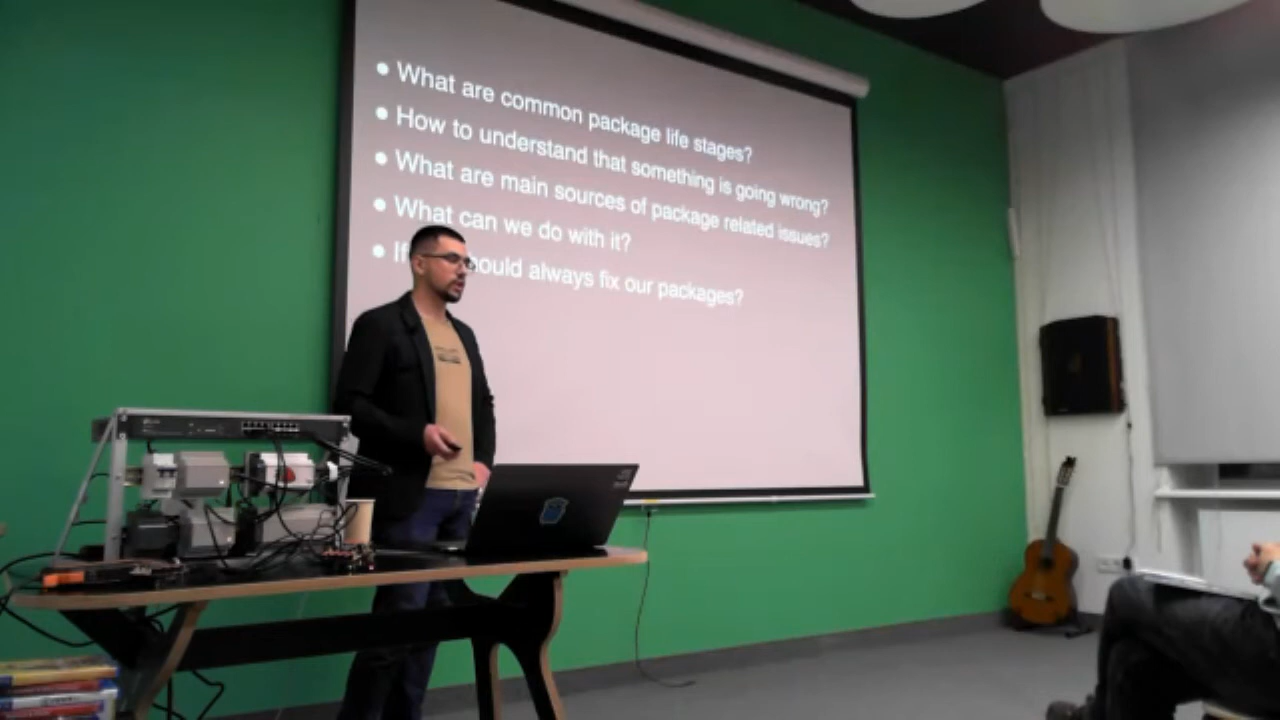 • What are common package life stages?
• How to understand that something is going wrong?
• What are main sources of package related issues?
• What can we do with it?
• If ould always fix our packages?